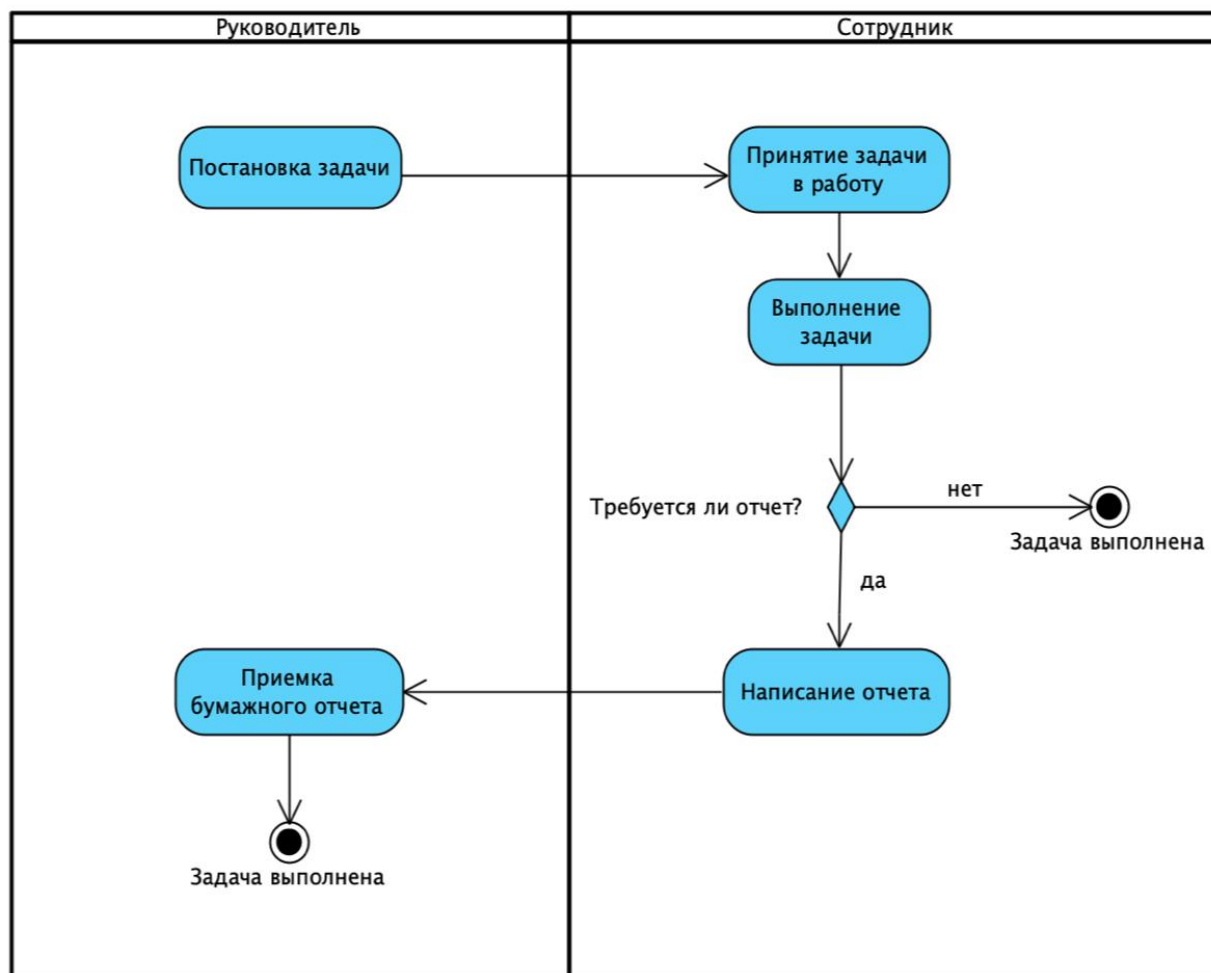 Руководитель
Сотрудник
Постановка задачи
Принятие задачи
в работу
Выполнение
задачи
Требуется ли отчет?
нет
Задача выполнена
да
Приемка
бумажного отчета
Написание отчета
Задача выполнена